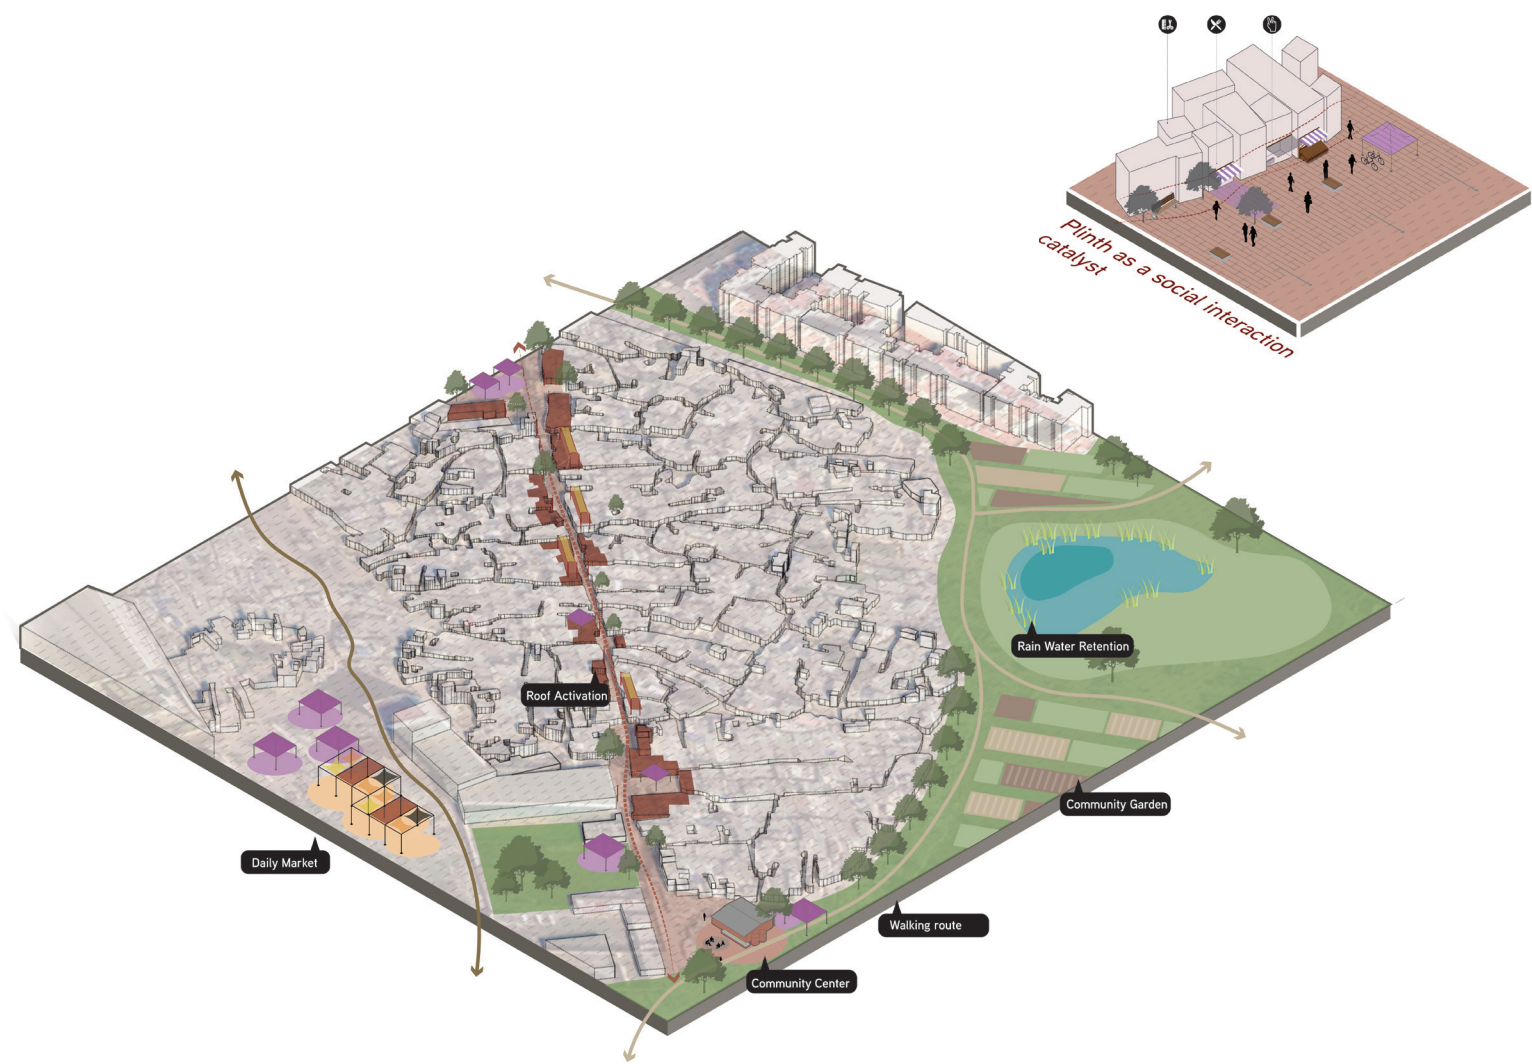 Plinth as a social interaction
catalyst
Rain Water Retention
Roof Activation
Community Garden
Daily Market
Walking route
Community Center